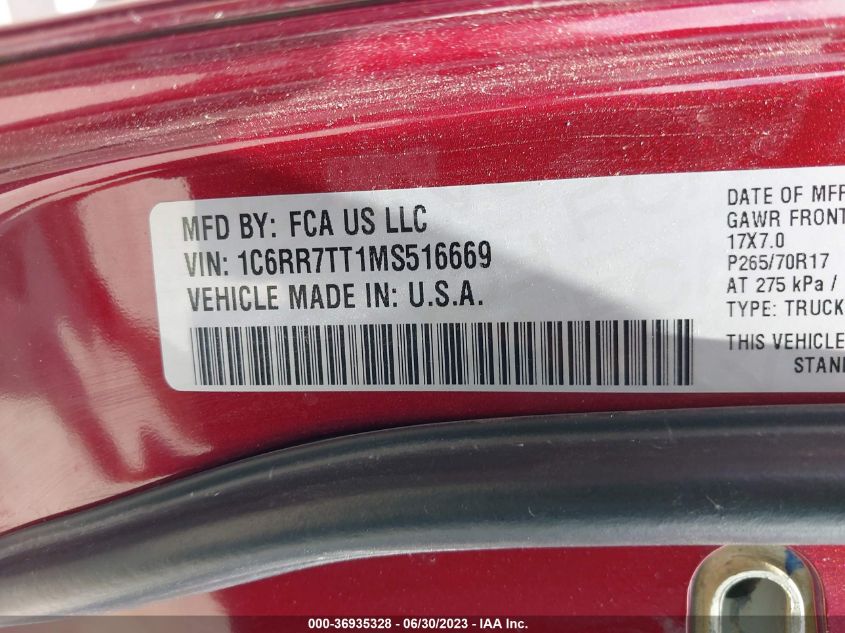 MFD BY: FCA US LLC
VIN: 1C6RR7TT1MS516669
VEHICLE MADE IN: U.S.A.
DATE OF MFR
GAWR FRONT
17X7.0
P265/70R17
AT 275 kPa /
TYPE: TRUCK
THIS VEHICLE
000-36935328 - 06/30/2023 - IAA Inc.